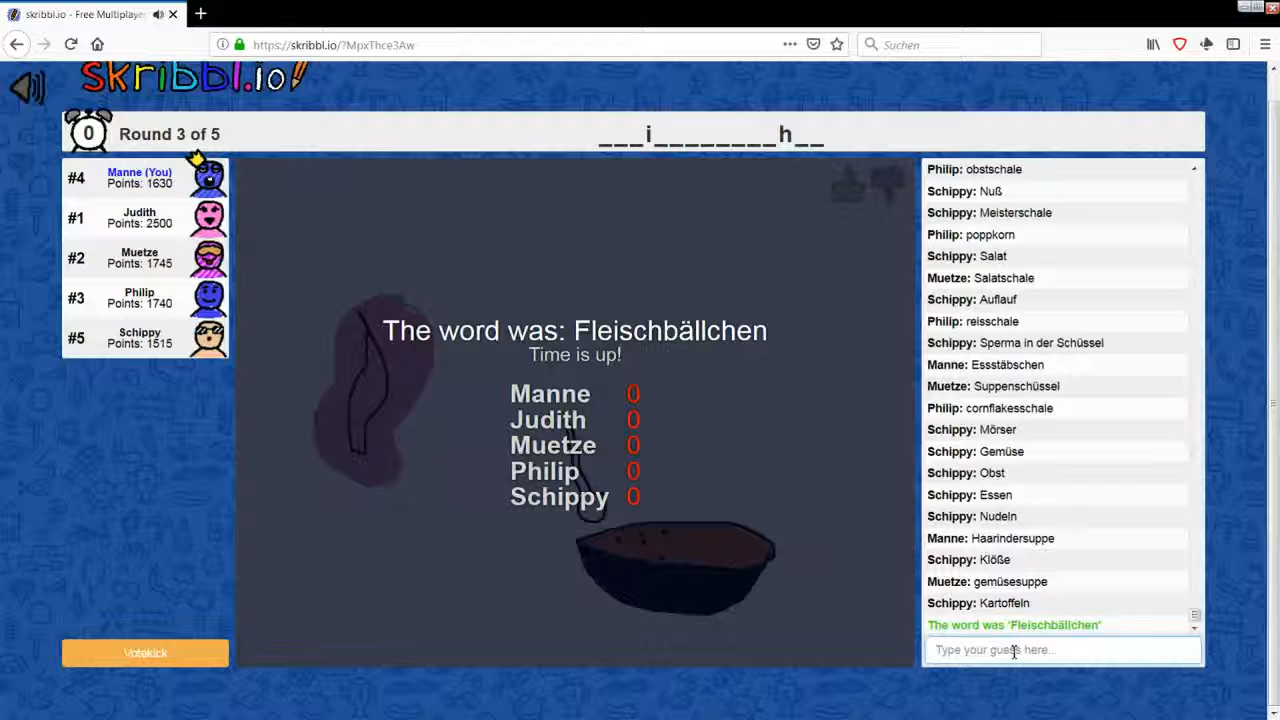 skribbl.io - Free Multiplaye
https://skribbl.io/?MpxThce3Aw
Suchen
skribbl.io!
0
Round 3 of 5
___i________h__
#4
Manne (You)
Points: 1630
#1
Judith
Points: 2500
#2
Muetze
Points: 1745
#3
Philip
Points: 1740
#5
Schippy
Points: 1515
Votekick
The word was: Fleischbällchen
Time is up!
Manne 0
Judith 0
Muetze 0
Philip 0
Schippy 0
Philip: obstschale
Schippy: Nuß
Schippy: Meisterschale
Philip: poppkorn
Schippy: Salat
Muetze: Salatschale
Schippy: Auflauf
Philip: reisschale
Schippy: Sperma in der Schüssel
Manne: Essstäbschen
Muetze: Suppenschüssel
Philip: cornflakesschale
Schippy: Mörser
Schippy: Gemüse
Schippy: Obst
Schippy: Essen
Schippy: Nudeln
Manne: Haarindersuppe
Schippy: Klöße
Muetze: gemüsesuppe
Schippy: Kartoffeln
The word was 'Fleischbällchen'
Type your guess here...